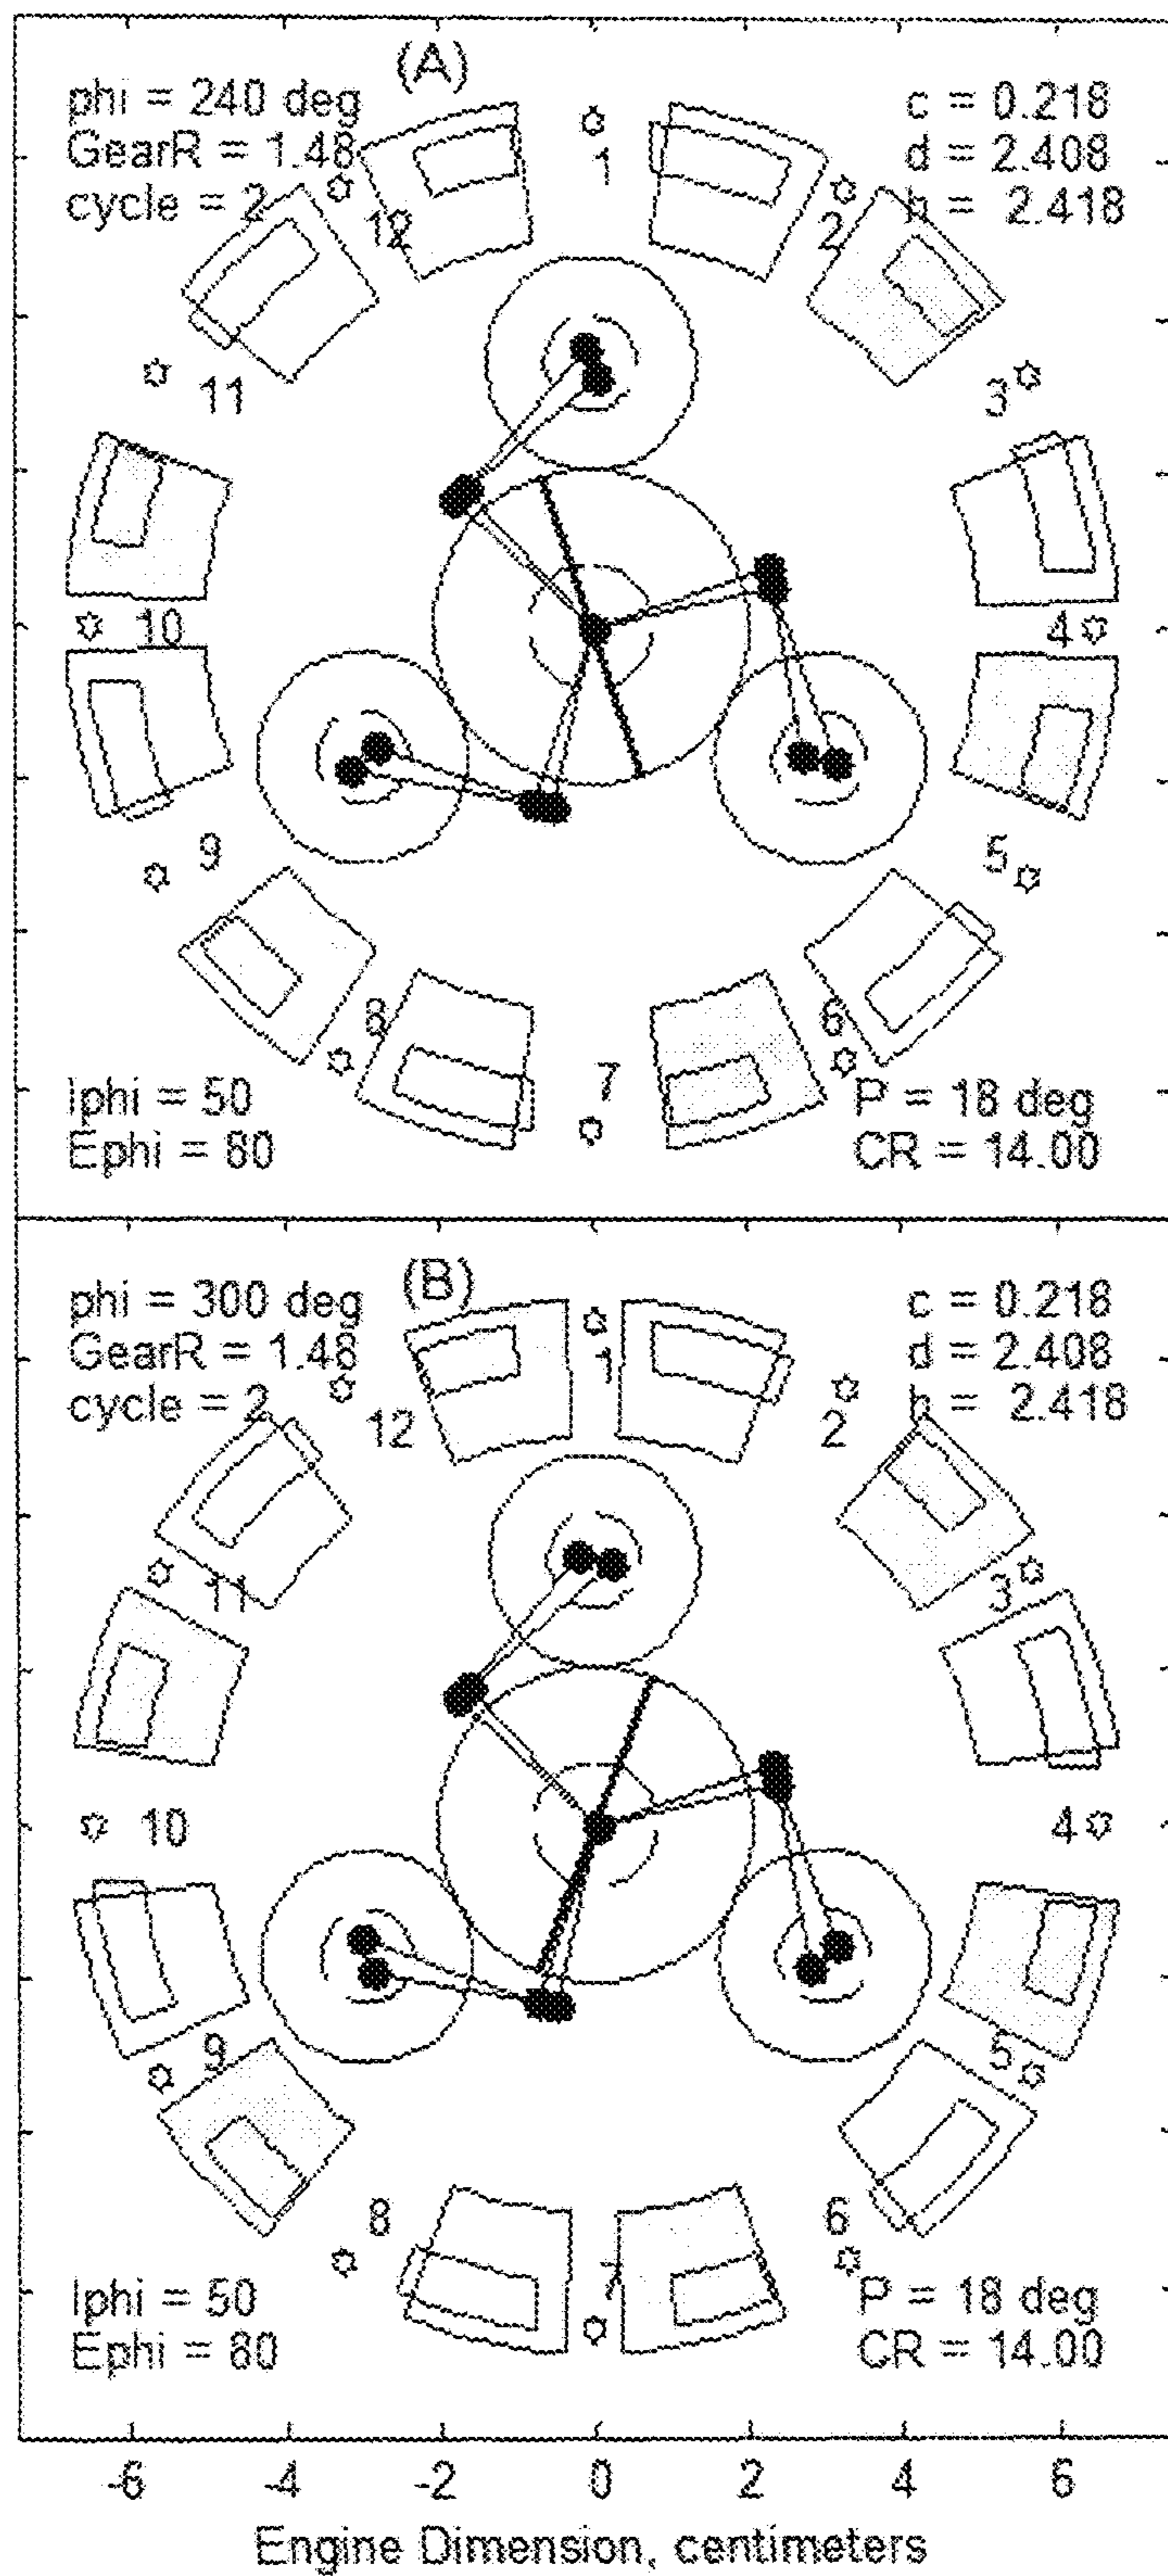 (A)
phi = 240 deg
GearR = 1.48
cycle = 2
c = 0.218
d = 2.408
h = 2.418
1
2
3
4
5
6
7
8
9
10
11
12
Iphi = 50
Ephi = 80
P = 18 deg
CR = 14.00
(B)
phi = 300 deg
GearR = 1.48
cycle = 2
c = 0.218
d = 2.408
h = 2.418
1
2
3
4
5
6
7
8
9
10
11
12
Iphi = 50
Ephi = 80
P = 18 deg
CR = 14.00
-6 -4 -2 0 2 4 6
Engine Dimension, centimeters